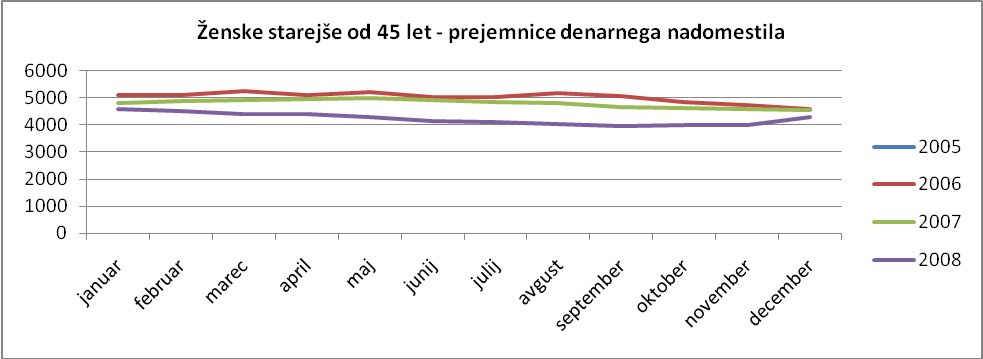 Ženske starejše od 45 let - prejemnice denarnega nadomestila
6000
5000
4000
3000
2000
1000
0
januar
februar
marec
april
maj
junij
julij
avgust
september
oktober
november
december
2005
2006
2007
2008